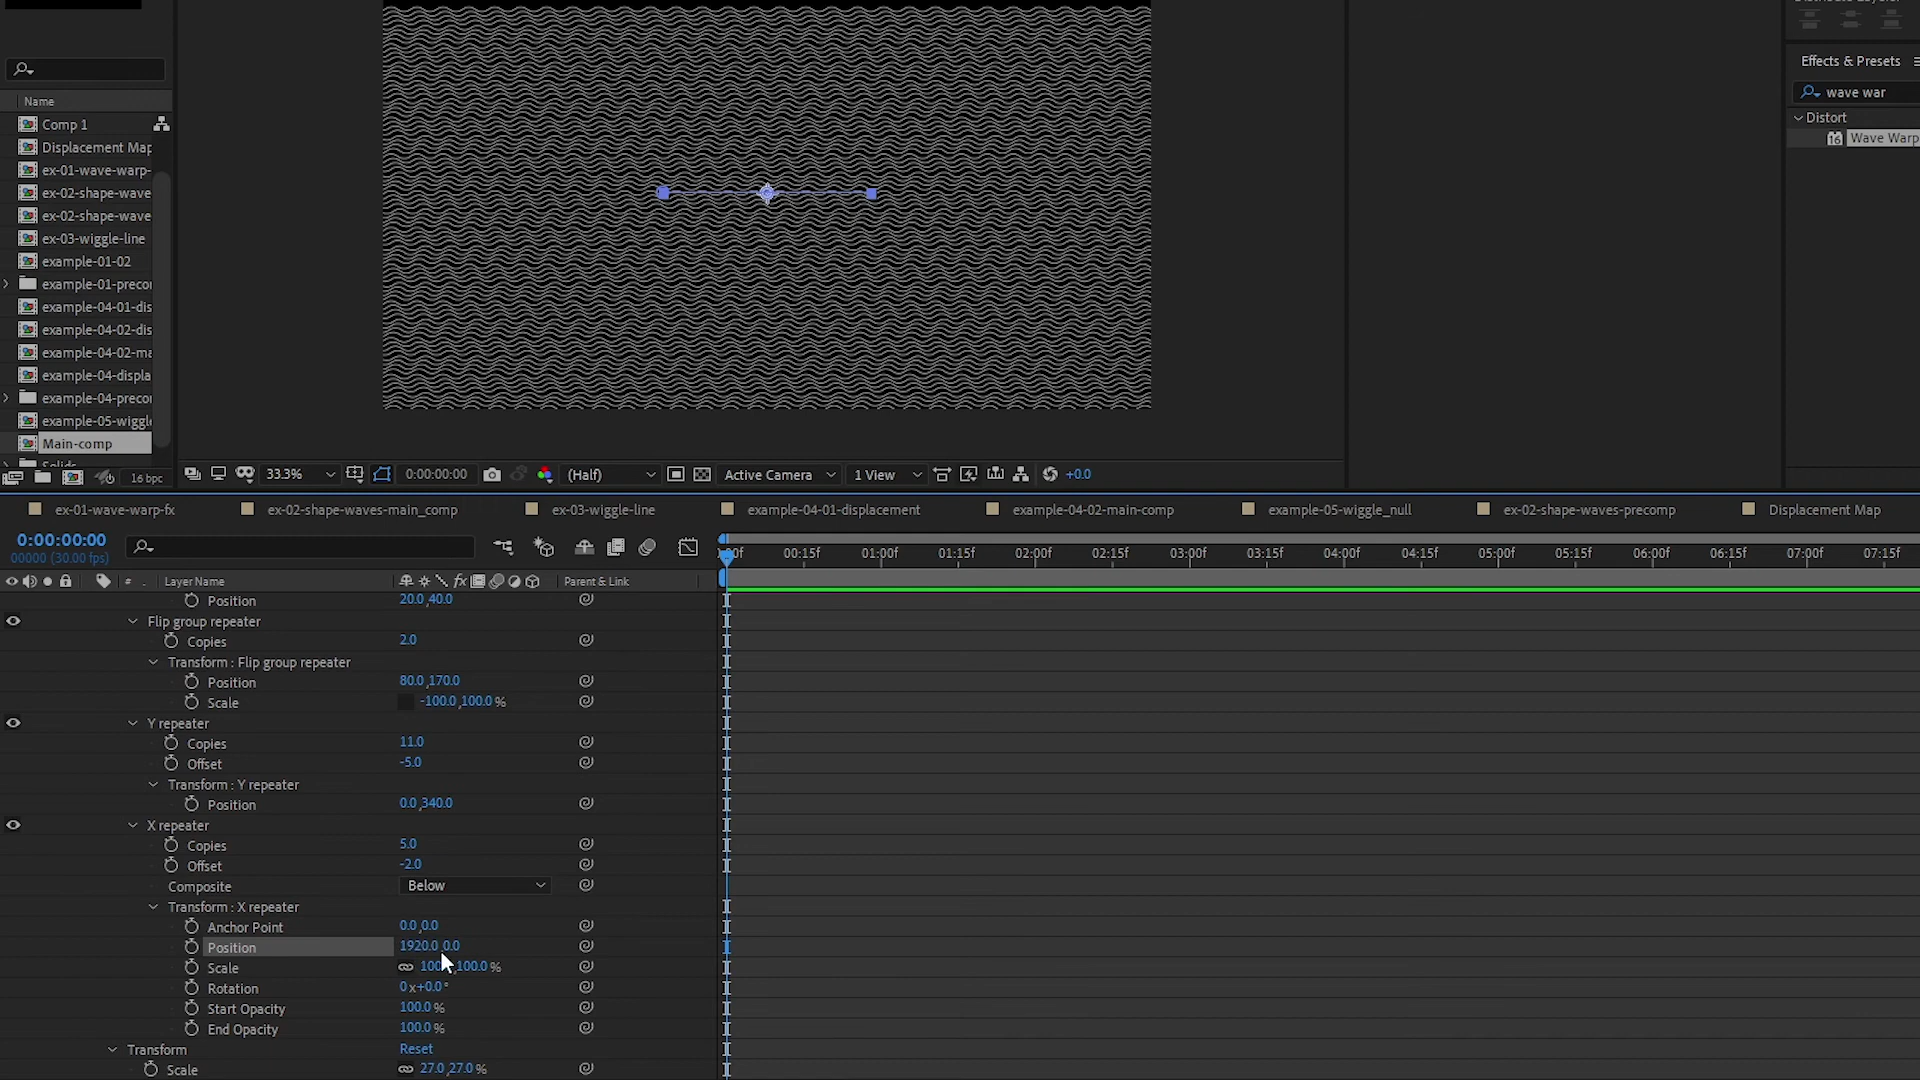 Effects & Presets
wave war
Distort
Wave Warp
Name
Comp 1
Displacement Map
ex-01-wave-warp-
ex-02-shape-wave
ex-02-shape-wave
ex-03-wiggle-line
example-01-02
example-01-preco
example-04-01-dis
example-04-02-dis
example-04-02-ma
example-04-displa
example-04-preco
example-05-wiggle
Main-comp
16 bpc
33.3%
0:00:00:00
(Half)
Active Camera
1 View
+0.0
ex-01-wave-warp-fx
ex-02-shape-waves-main_comp
ex-03-wiggle-line
example-04-01-displacement
example-04-02-main-comp
example-05-wiggle_null
ex-02-shape-waves-precomp
Displacement Map
0:00:00:00
00000 (30.00 fps)
00:15f 01:00f 01:15f 02:00f 02:15f 03:00f 03:15f 04:00f 04:15f 05:00f 05:15f 06:00f 06:15f 07:00f 07:15f
# Layer Name fx Parent & Link
Position 20.0,40.0
Flip group repeater
Copies 2.0
Transform : Flip group repeater
Position 80.0,170.0
Scale -100.0,100.0 %
Y repeater
Copies 11.0
Offset -5.0
Transform : Y repeater
Position 0.0,340.0
X repeater
Copies 5.0
Offset -2.0
Composite Below
Transform : X repeater
Anchor Point 0.0,0.0
Position 1920.0,0.0
Scale 100 ,100.0 %
Rotation 0 x+0.0 °
Start Opacity 100.0 %
End Opacity 100.0 %
Transform Reset
Scale 27.0,27.0 %